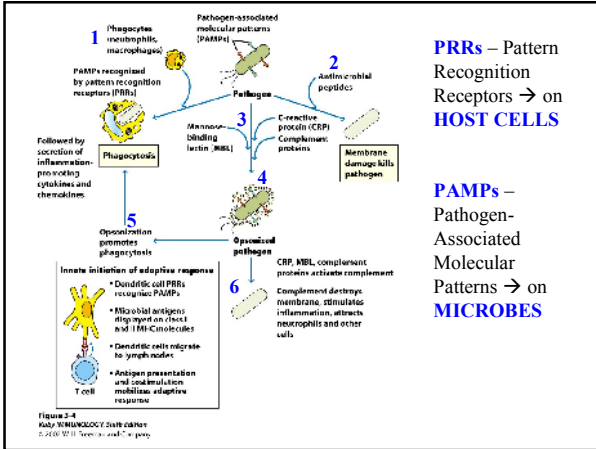 1
Phagocytes
(neutrophils,
macrophages)
Pathogen-associated
molecular patterns
(PAMPs)
2
Antimicrobial
peptides
PAMPs recognized
by pattern recognition
receptors (PRRs)
Pathogen
3
Mannose-
binding
lectin (MBL)
C-reactive
protein (CRP)
Complement
proteins
Followed by
secretion of
inflammation-
promoting
cytokines and
chemokines
Phagocytosis
Membrane
damage kills
pathogen
4
5
Opsonization
promotes
phagocytosis
Opsonized
pathogen
CRP, MBL, complement
proteins activate complement
6
Complement destroys
membrane, stimulates
inflammation, attracts
neutrophils and other
cells
Innate initiation of adaptive response
• Dendritic cell PRRs
recognize PAMPs
• Microbial antigens
displayed on class I
and II MHC molecules
• Dendritic cells migrate
to lymph nodes
• Antigen presentation
and costimulation
mobilizes adaptive
response
T cell
Figure 3-4
Kuby IMMUNOLOGY, Sixth Edition
© 2007 W.H. Freeman and Company
PRRs – Pattern
Recognition
Receptors → on
HOST CELLS
PAMPs –
Pathogen-
Associated
Molecular
Patterns → on
MICROBES